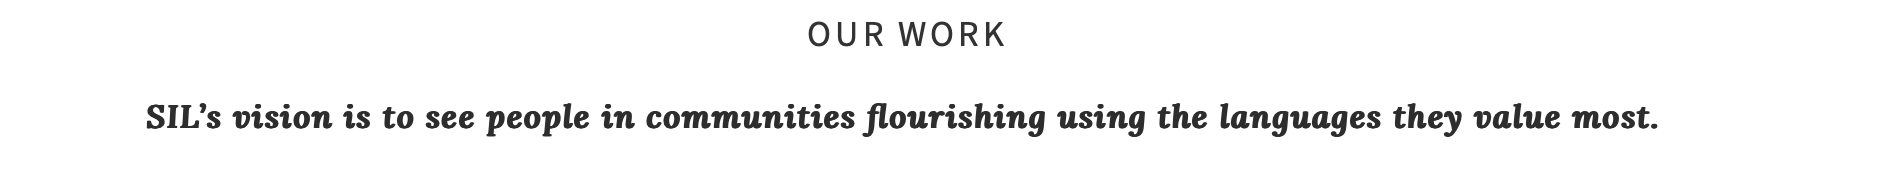 OUR WORK
SIL’s vision is to see people in communities flourishing using the languages they value most.